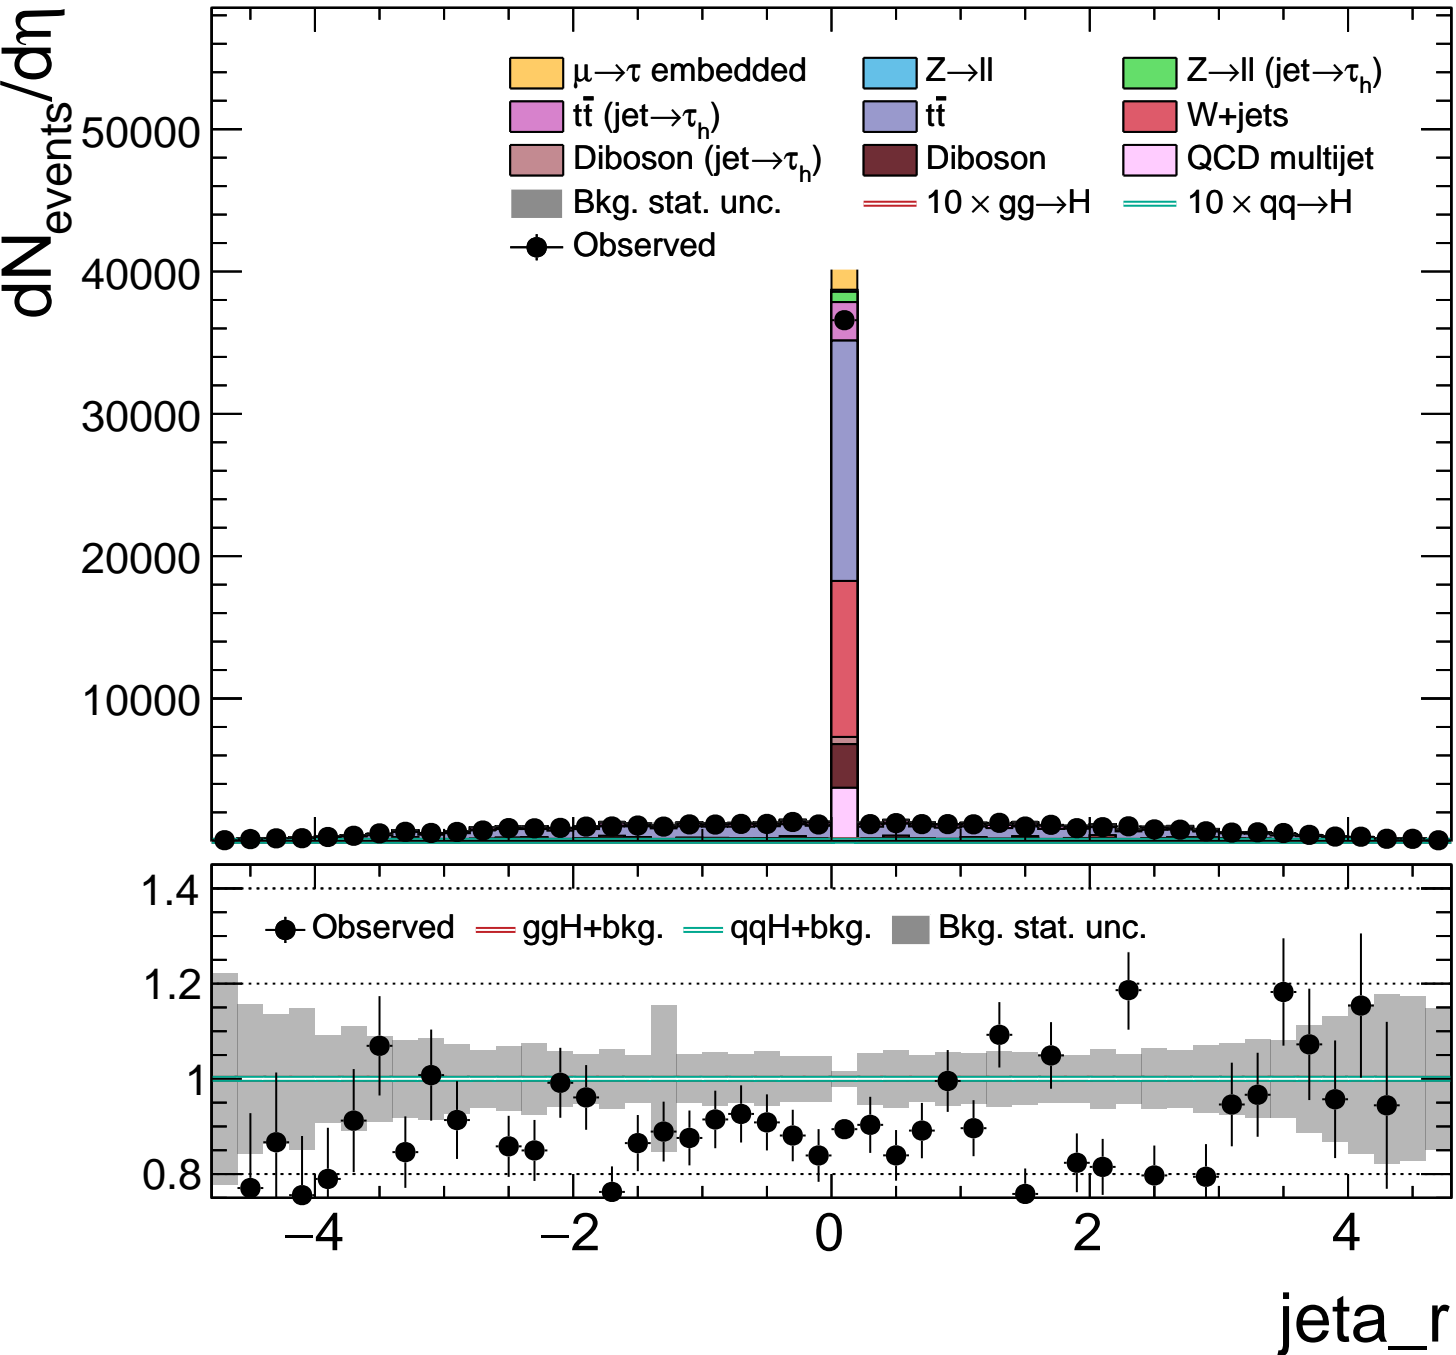 dN_events/dη
μ→τ embedded Z→ll Z→ll (jet→τ_h)
tt̄ (jet→τ_h) tt̄ W+jets
Diboson (jet→τ_h) Diboson QCD multijet
Bkg. stat. unc. 10 × gg→H 10 × qq→H
Observed
50000
40000
30000
20000
10000
1.4
Observed ggH+bkg. qqH+bkg. Bkg. stat. unc.
1.2
1
0.8
−4 −2 0 2 4
jeta_r